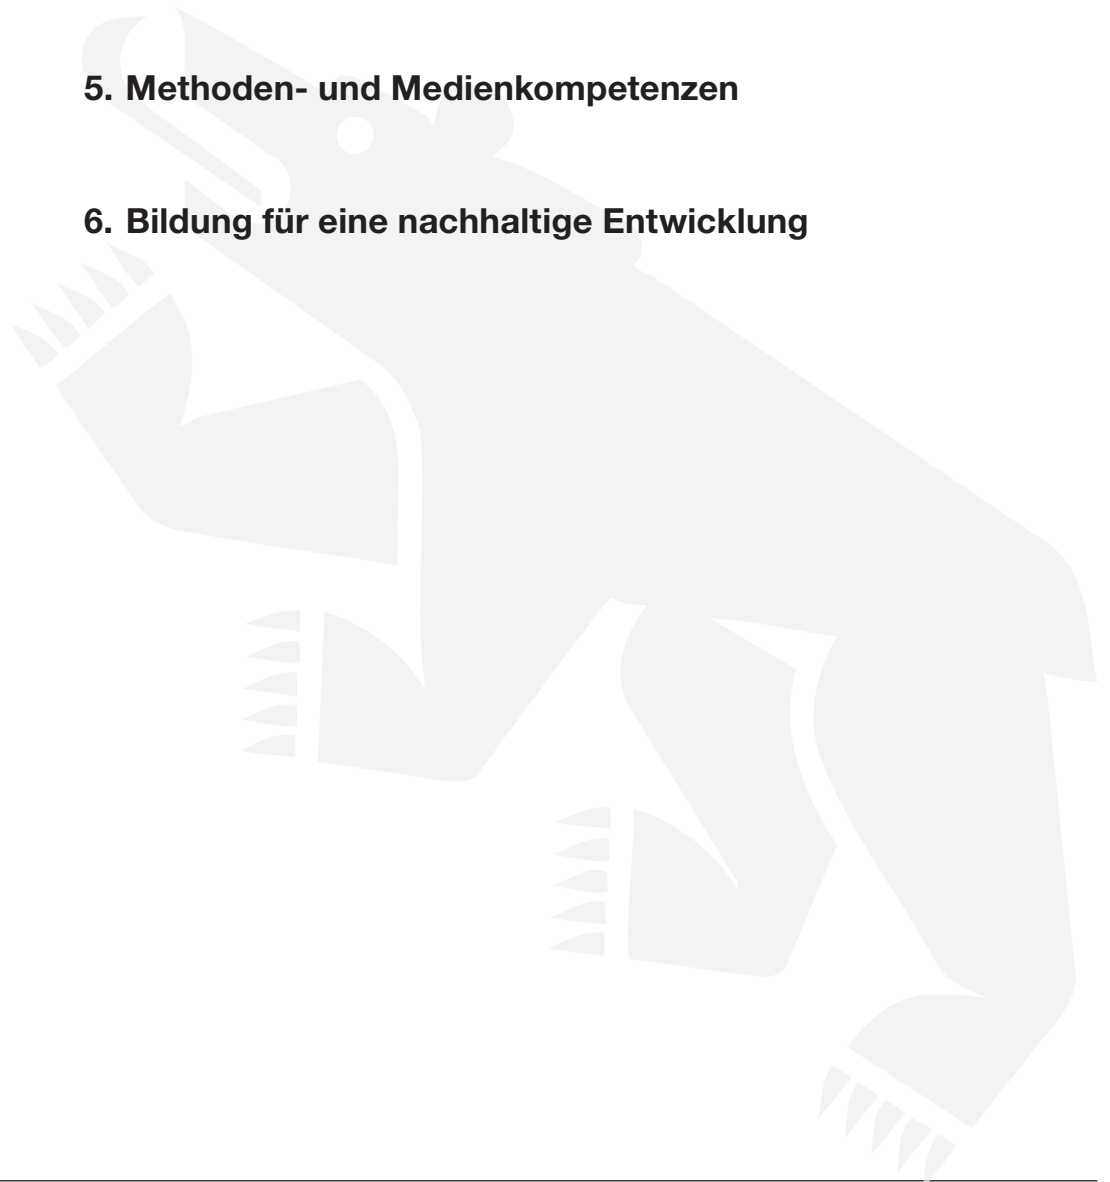 5. Methoden- und Medienkompetenzen
6. Bildung für eine nachhaltige Entwicklung